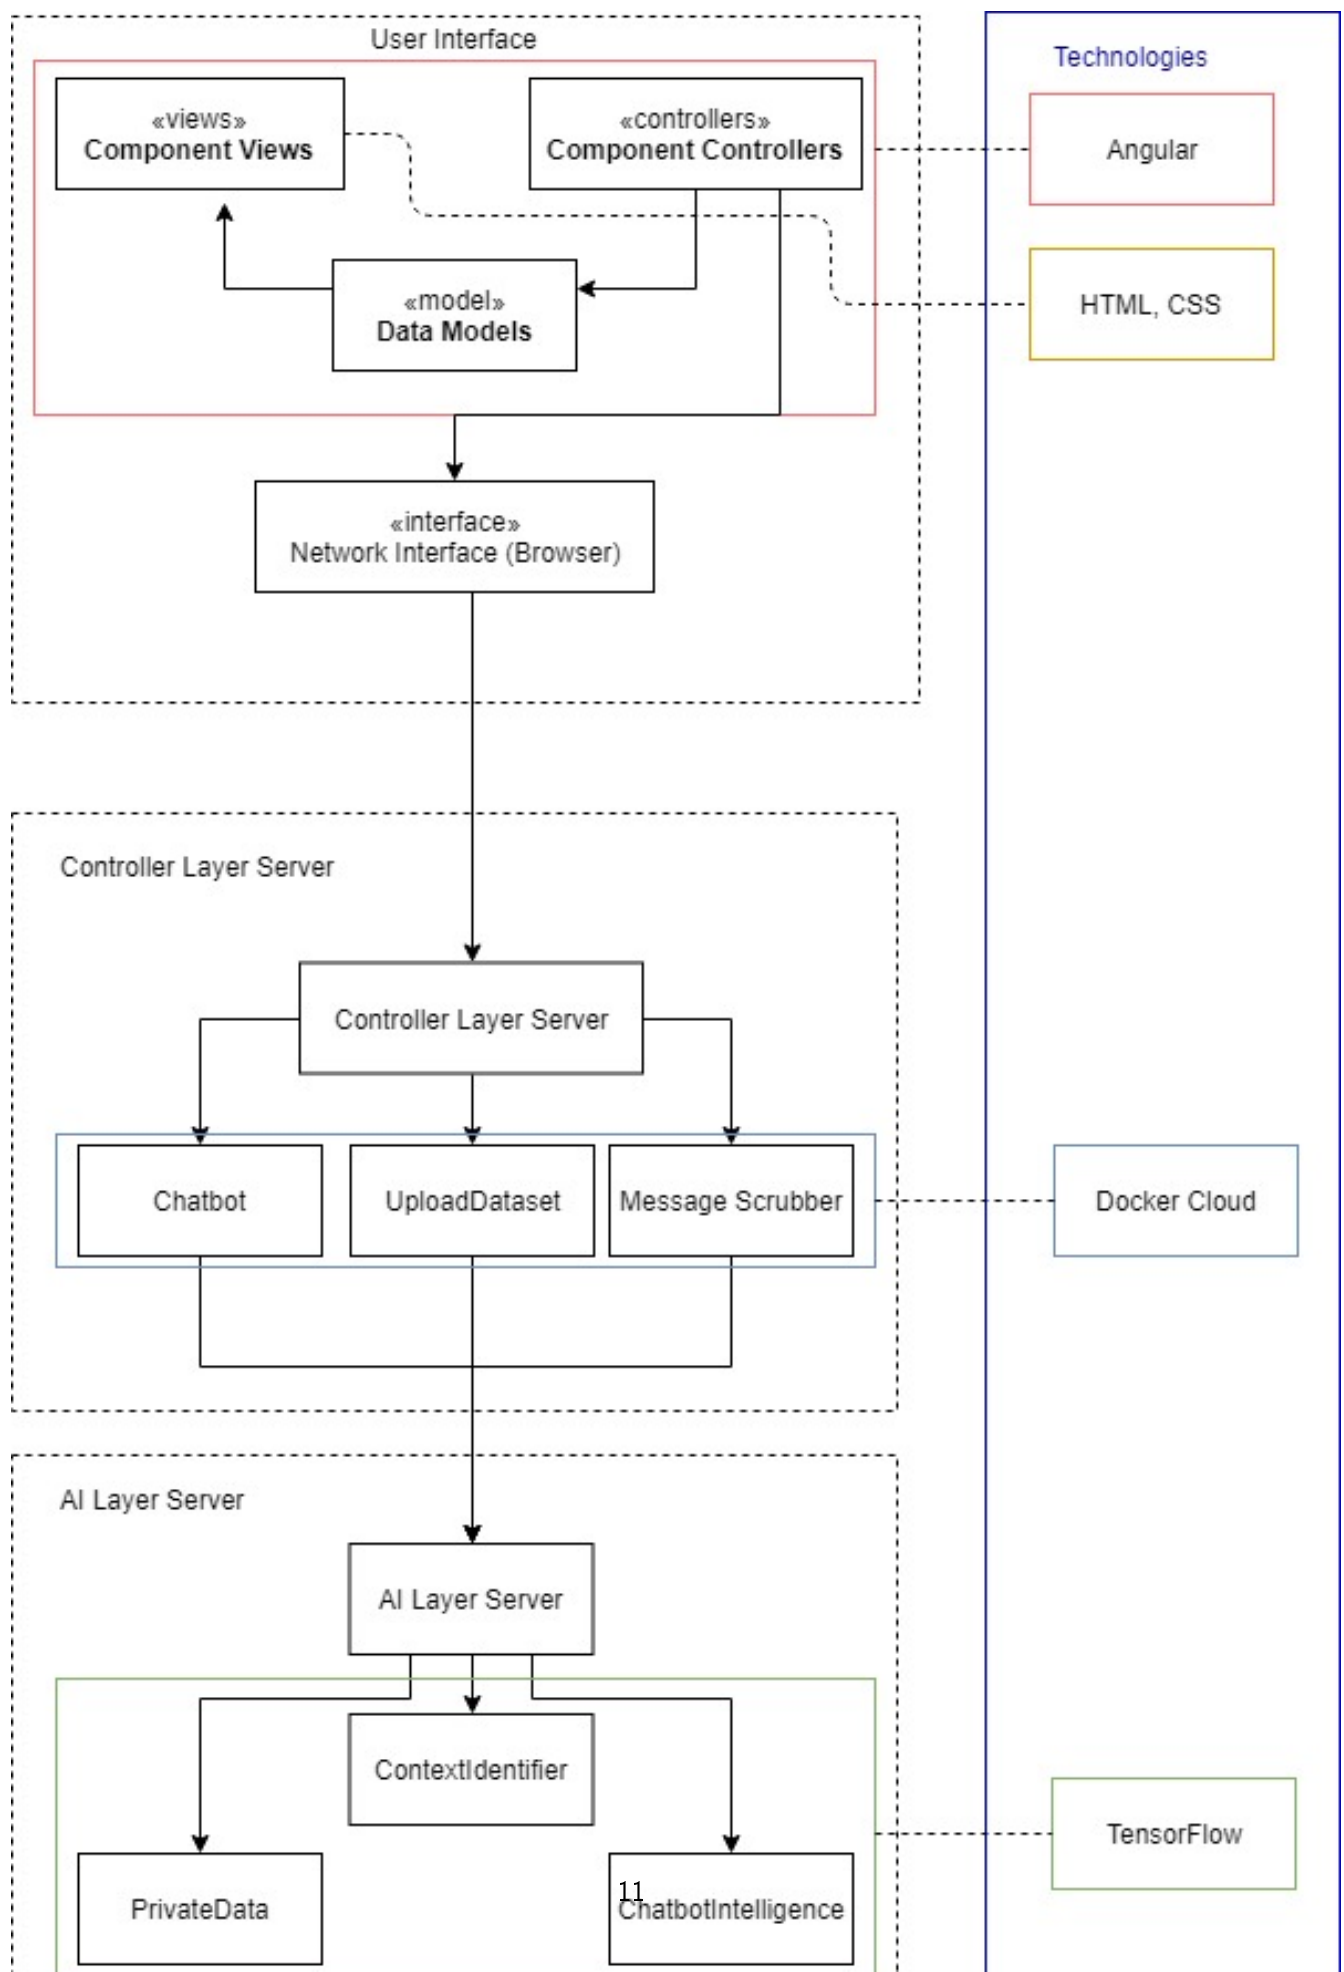 User Interface
Technologies
«views»
Component Views
«controllers»
Component Controllers
Angular
«model»
Data Models
HTML, CSS
«interface»
Network Interface (Browser)
Controller Layer Server
Controller Layer Server
Chatbot
UploadDataset
Message Scrubber
Docker Cloud
AI Layer Server
AI Layer Server
ContextIdentifier
TensorFlow
PrivateData
11
ChatbotIntelligence